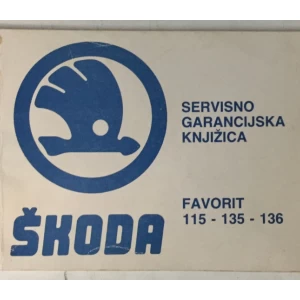 SERVISNO
GARANCIJSKA
KNJIŽICA
FAVORIT
115 - 135 - 136
ŠKODA